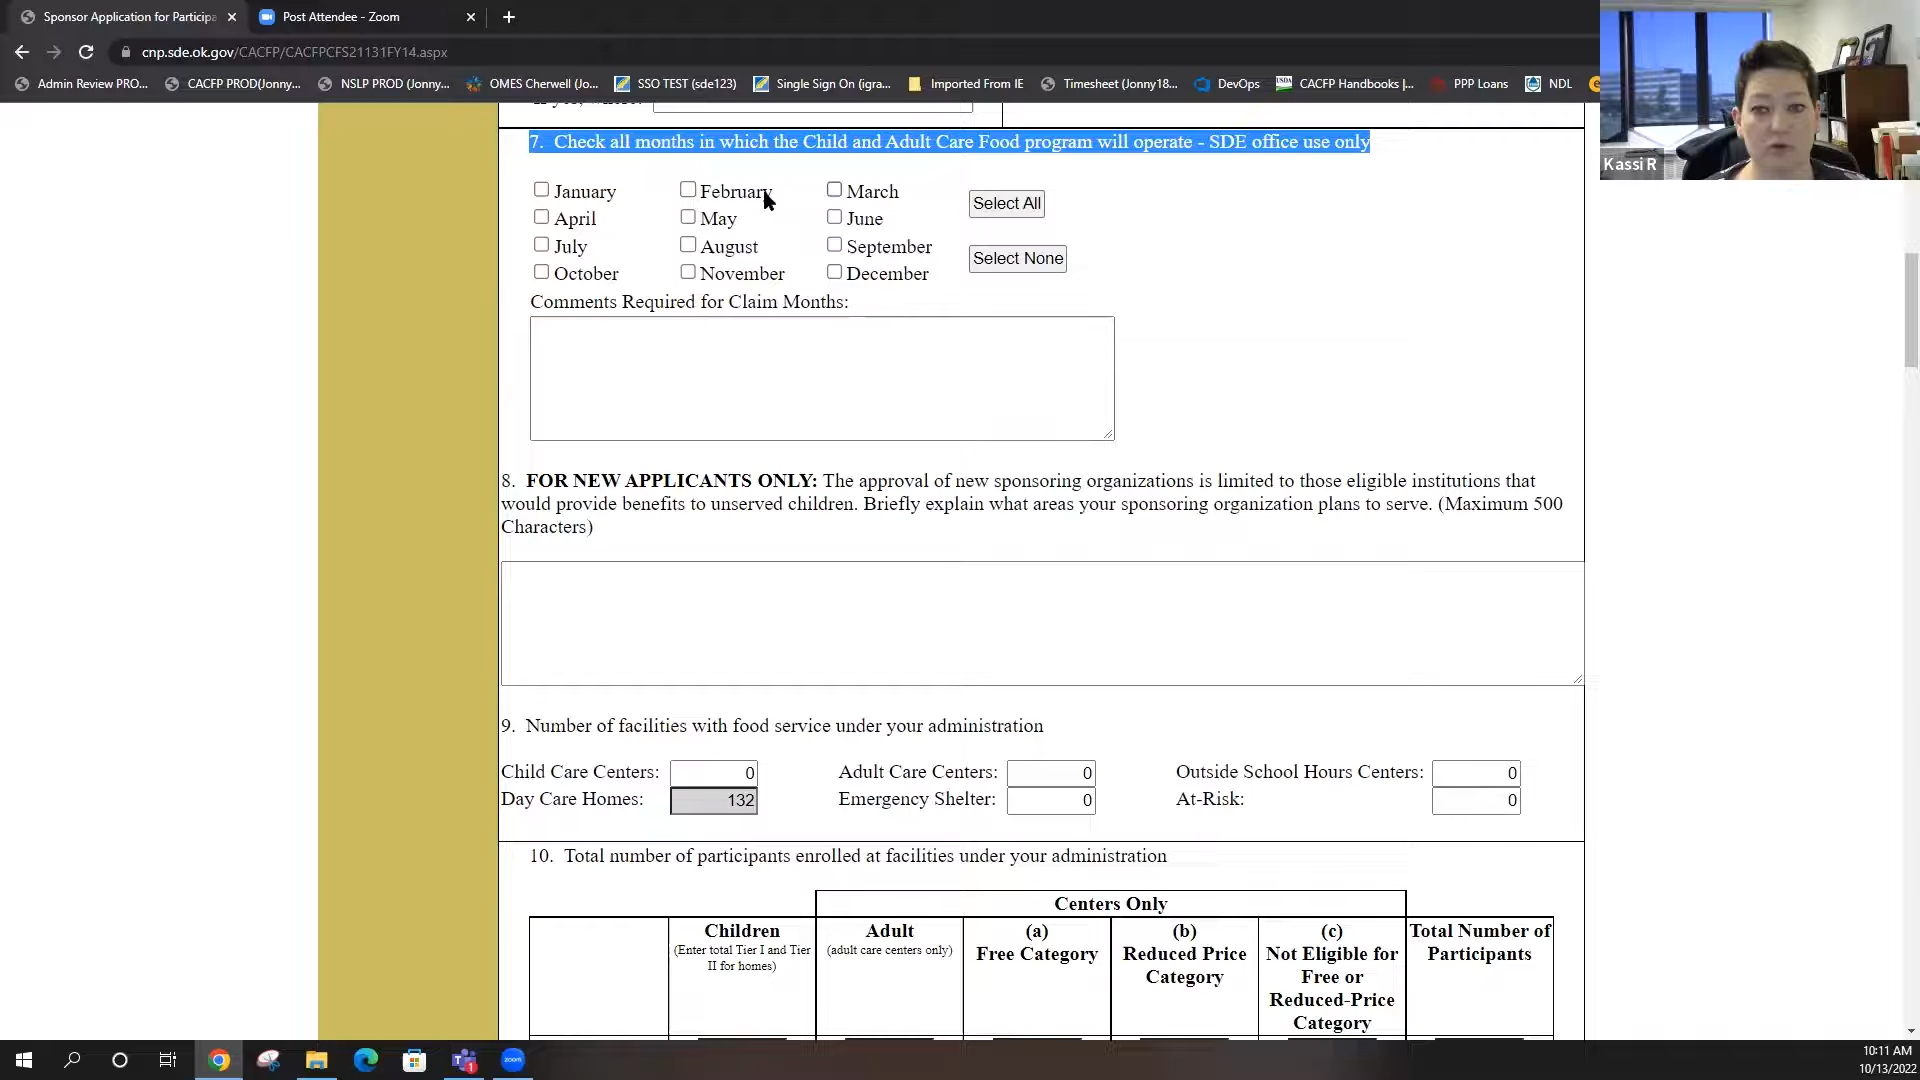 Sponsor Application for Participa
Post Attendee - Zoom
cnp.sde.ok.gov/CACFP/CACFPCFS21131FY14.aspx
Admin Review PRO...
CACFP PROD(Jonny...
NSLP PROD (Jonny...
OMES Cherwell (Jo...
SSO TEST (sde123)
Single Sign On (igra...
Imported From IE
Timesheet (Jonny18...
DevOps
USDA
CACFP Handbooks |...
PPP Loans
NDL
Kassi R
7. Check all months in which the Child and Adult Care Food program will operate - SDE office use only
January February March Select All
April May June
July August September Select None
October November December
Comments Required for Claim Months:
8. FOR NEW APPLICANTS ONLY: The approval of new sponsoring organizations is limited to those eligible institutions that
would provide benefits to unserved children. Briefly explain what areas your sponsoring organization plans to serve. (Maximum 500
Characters)
9. Number of facilities with food service under your administration
Child Care Centers: 0 Adult Care Centers: 0 Outside School Hours Centers: 0
Day Care Homes: 132 Emergency Shelter: 0 At-Risk: 0
10. Total number of participants enrolled at facilities under your administration
Centers Only
Children
(Enter total Tier I and Tier
II for homes)
Adult
(adult care centers only)
(a)
Free Category
(b)
Reduced Price
Category
(c)
Not Eligible for
Free or
Reduced-Price
Category
Total Number of
Participants
zoom
1
10:11 AM
10/13/2022